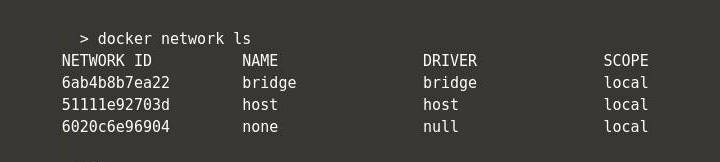 > docker network ls
NETWORK ID NAME DRIVER SCOPE
6ab4b8b7ea22 bridge bridge local
51111e92703d host host local
6020c6e96904 none null local